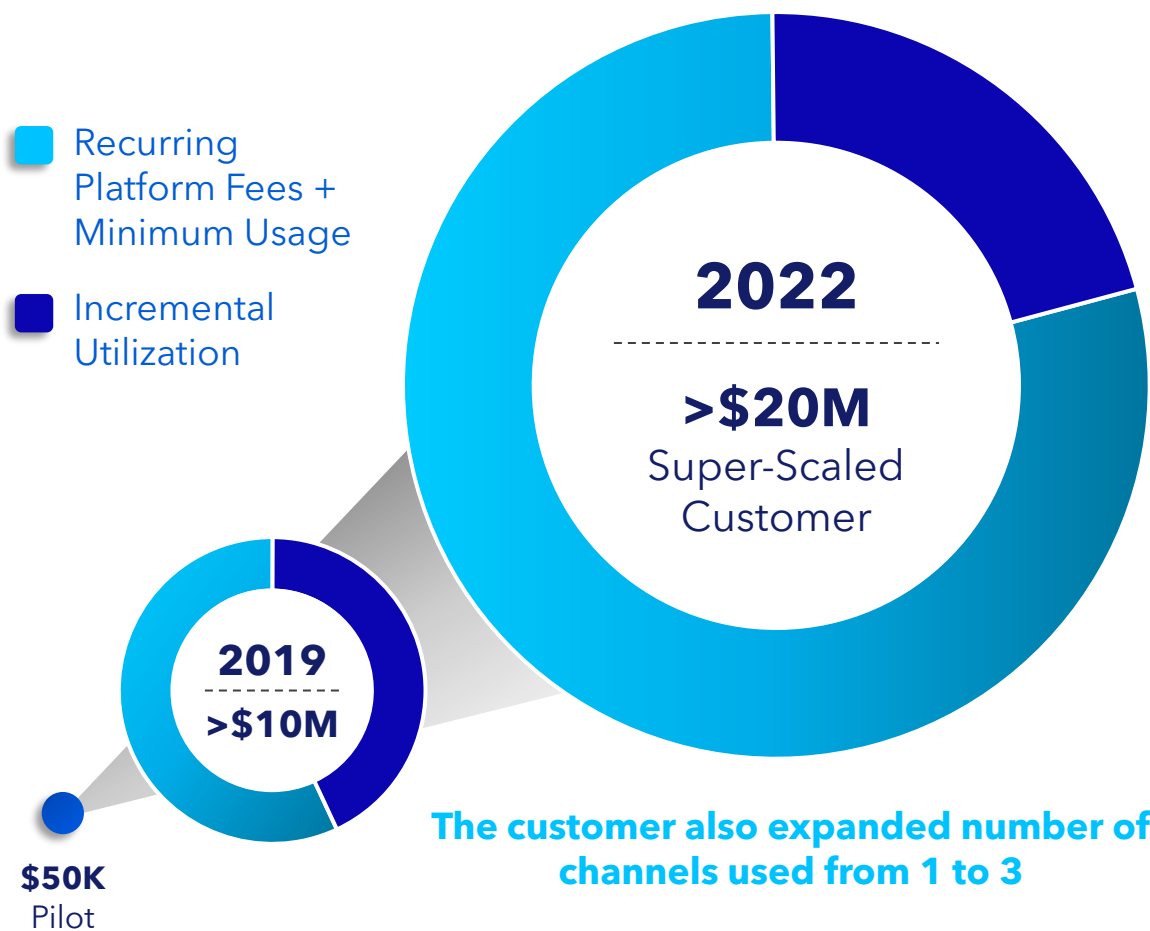 Recurring
Platform Fees +
Minimum Usage
Incremental
Utilization
2022
>$20M
Super-Scaled
Customer
2019
>$10M
$50K
Pilot
The customer also expanded number of
channels used from 1 to 3